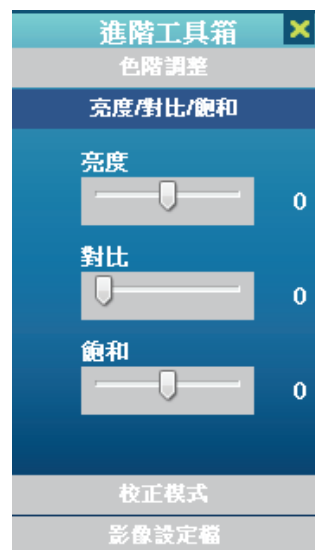 進階工具箱
色階調整
亮度/對比/飽和
亮度
0
對比
0
飽和
0
校正模式
影像設定檔